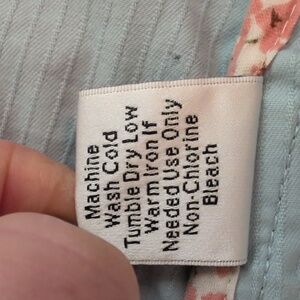 Machine
Wash Cold
Tumble Dry Low
Warm Iron If
Needed Use Only
Non-Chlorine
Bleach